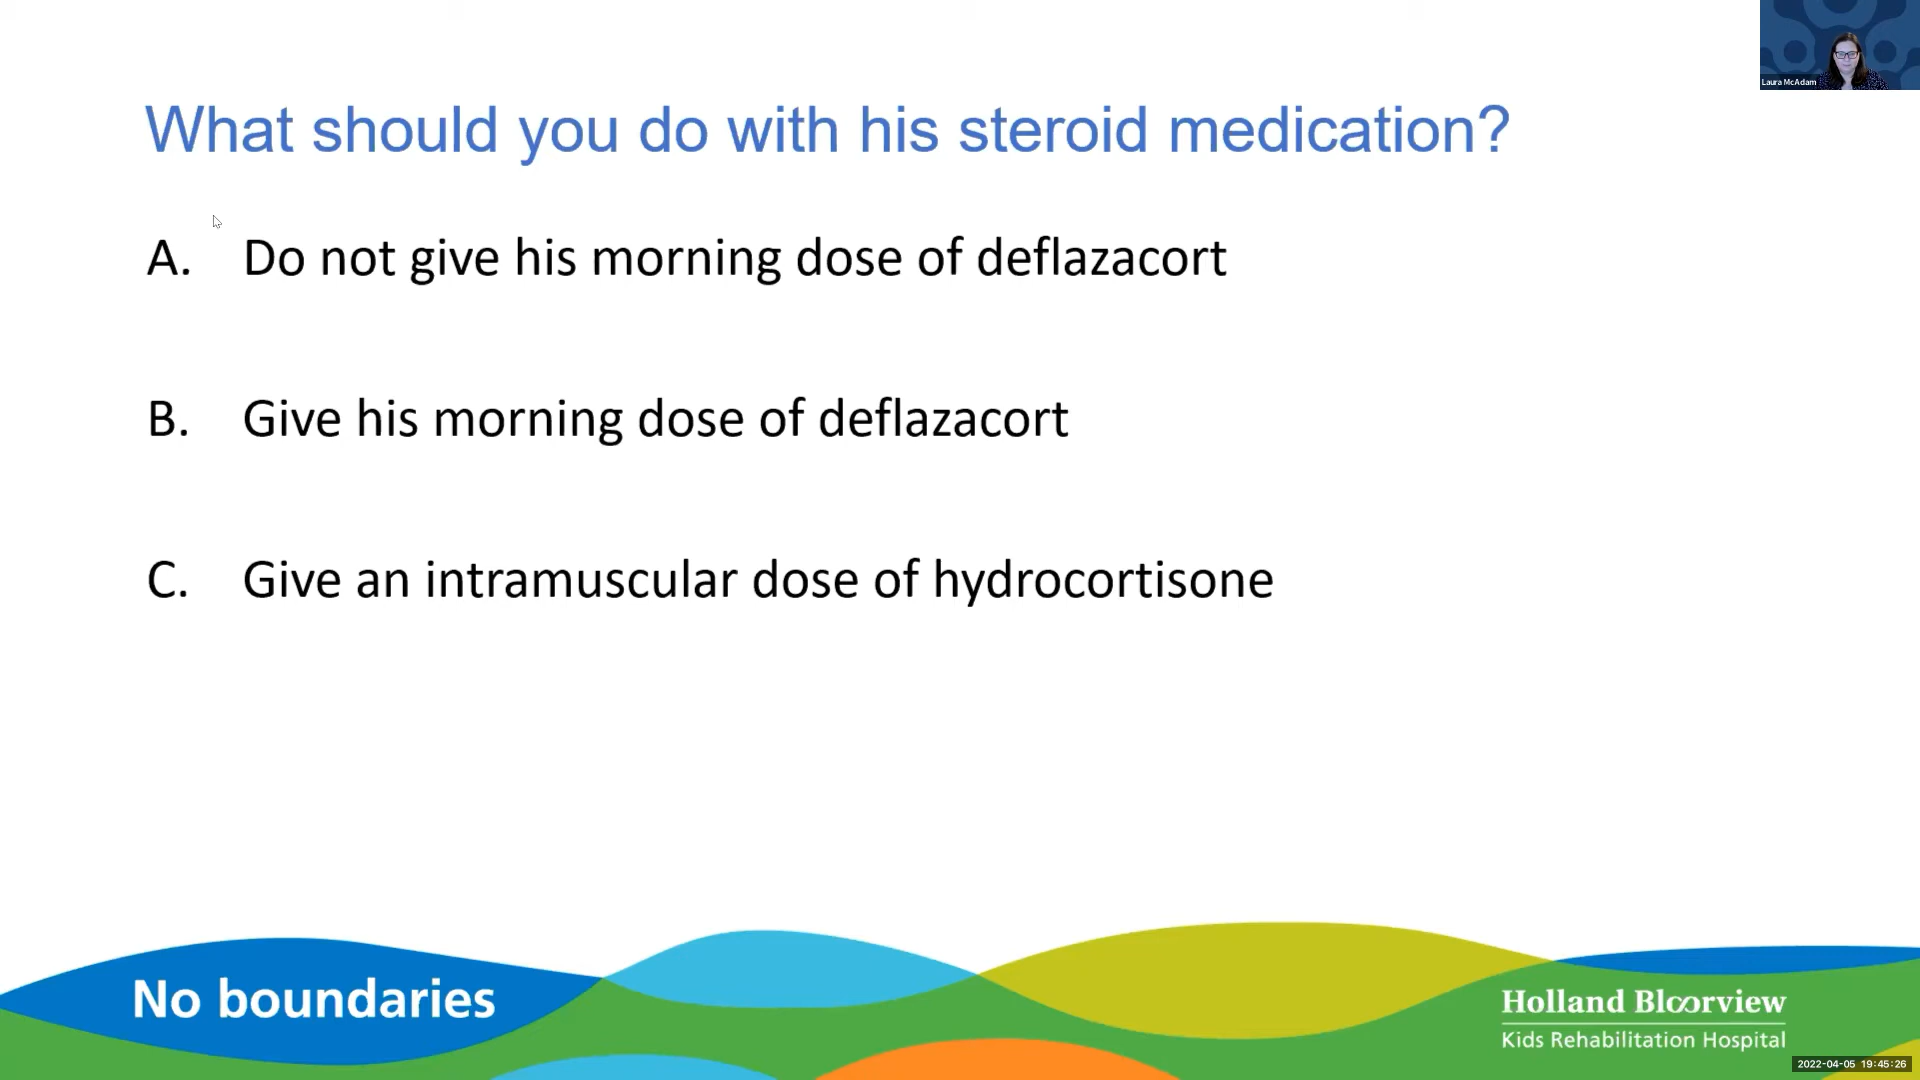 Laura McAdam
What should you do with his steroid medication?
A. Do not give his morning dose of deflazacort
B. Give his morning dose of deflazacort
C. Give an intramuscular dose of hydrocortisone
No boundaries
Holland Bloorview
Kids Rehabilitation Hospital
2022-04-05 19:45:26